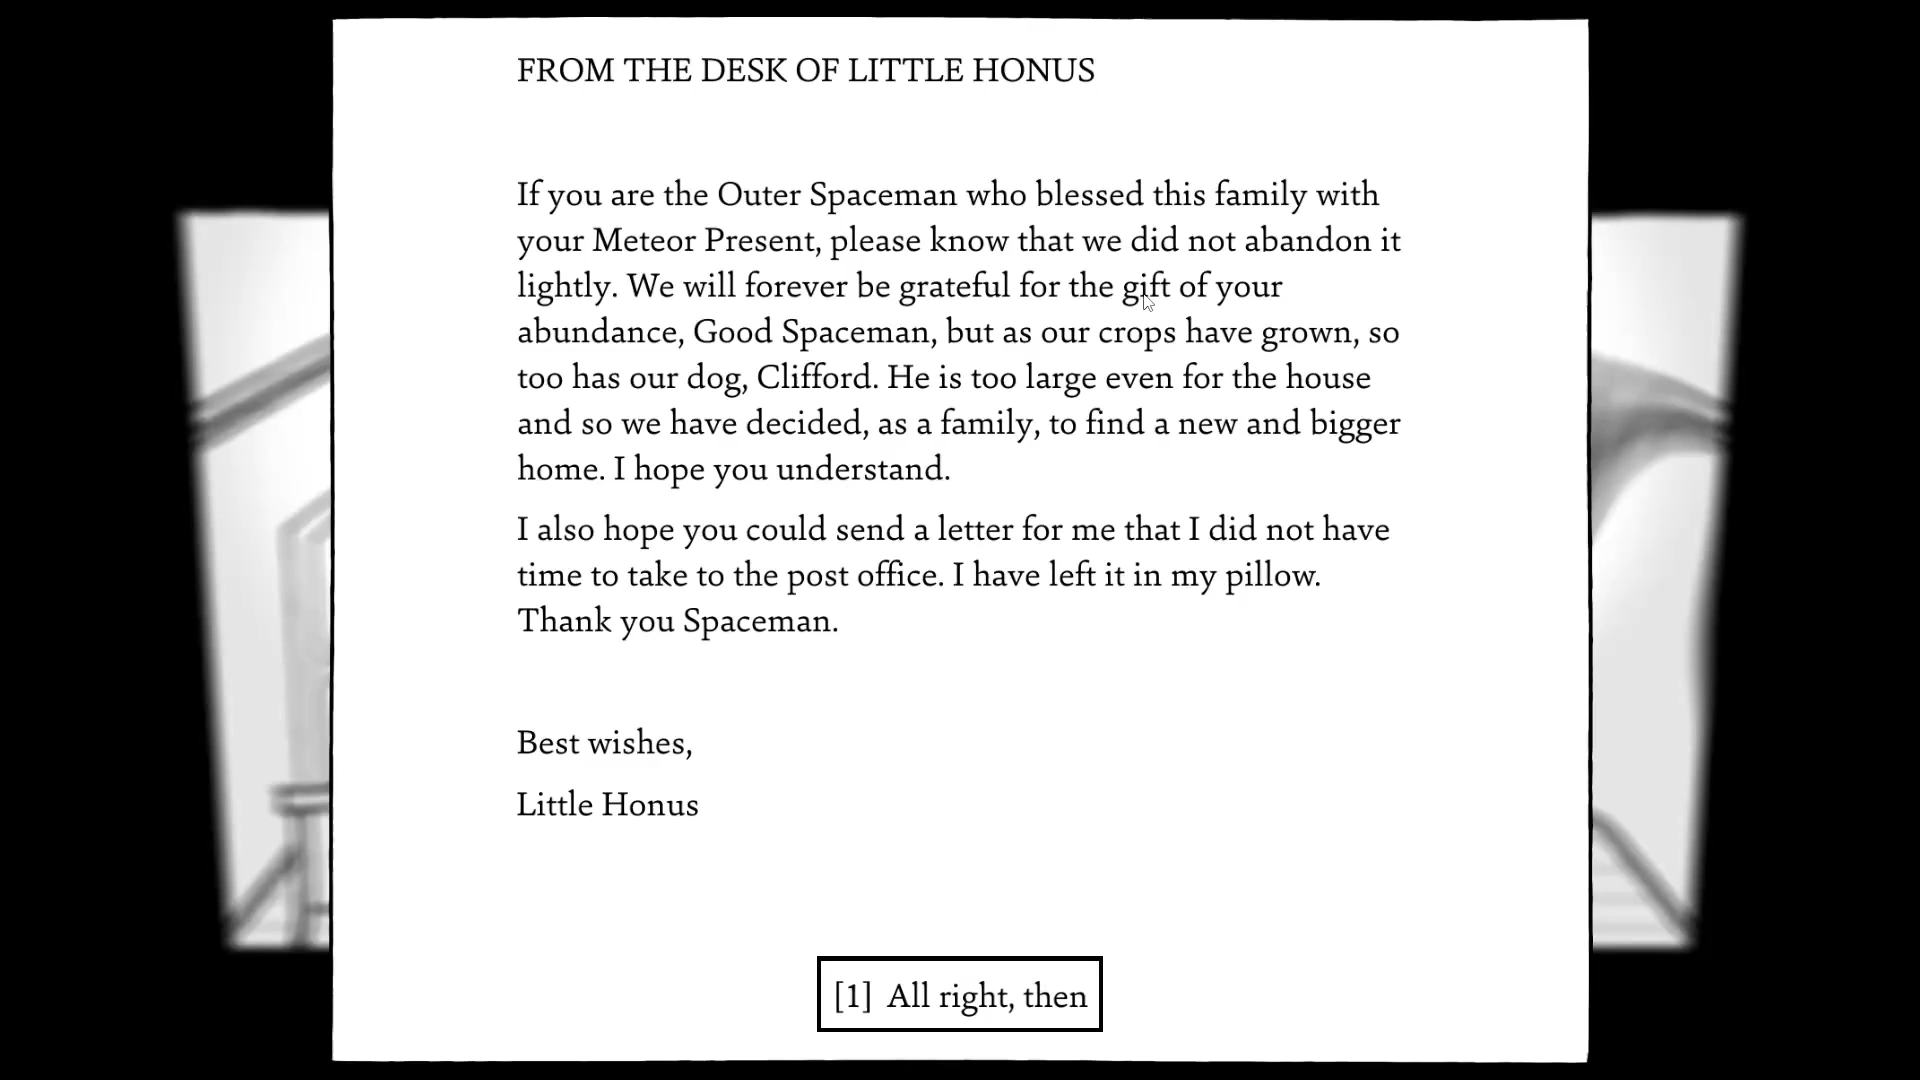 FROM THE DESK OF LITTLE HONUS
If you are the Outer Spaceman who blessed this family with
your Meteor Present, please know that we did not abandon it
lightly. We will forever be grateful for the gift of your
abundance, Good Spaceman, but as our crops have grown, so
too has our dog, Clifford. He is too large even for the house
and so we have decided, as a family, to find a new and bigger
home. I hope you understand.
I also hope you could send a letter for me that I did not have
time to take to the post office. I have left it in my pillow.
Thank you Spaceman.
Best wishes,
Little Honus
[1] All right, then